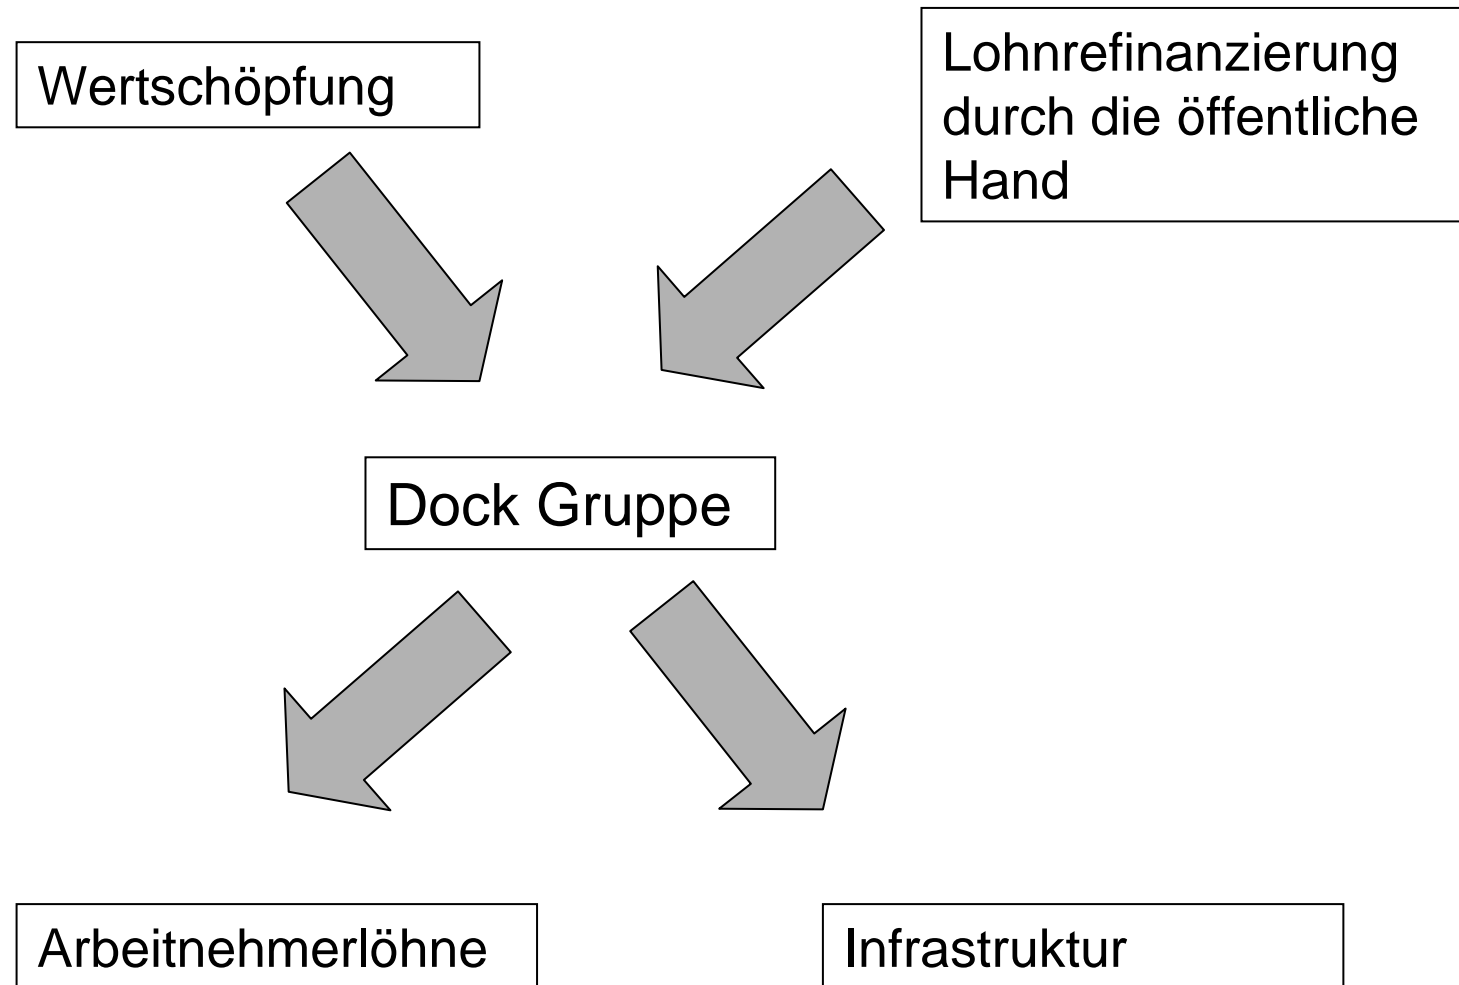 Wertschöpfung
Lohnrefinanzierung
durch die öffentliche
Hand
Dock Gruppe
Arbeitnehmerlöhne
Infrastruktur